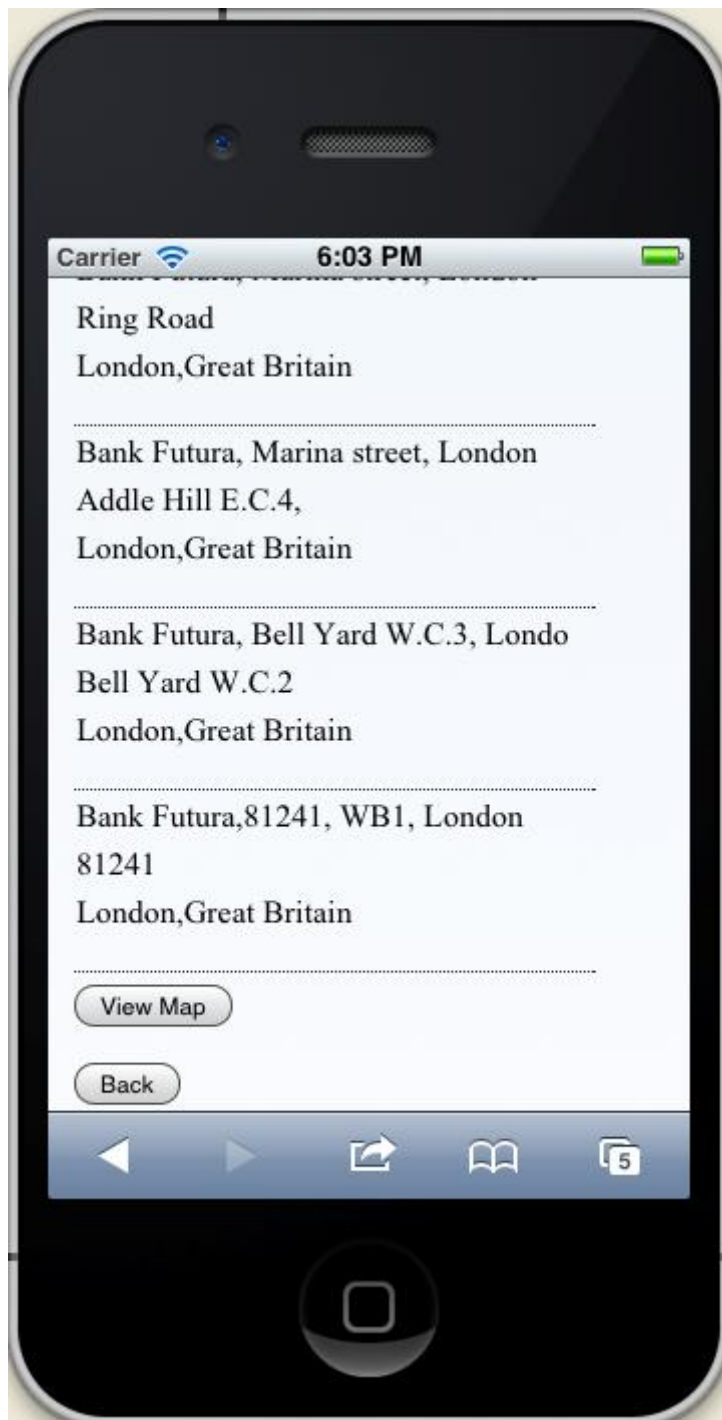 Carrier 6:03 PM
Ring Road
London,Great Britain
Bank Futura, Marina street, London
Addle Hill E.C.4,
London,Great Britain
Bank Futura, Bell Yard W.C.3, Londo
Bell Yard W.C.2
London,Great Britain
Bank Futura,81241, WB1, London
81241
London,Great Britain
View Map
Back
5